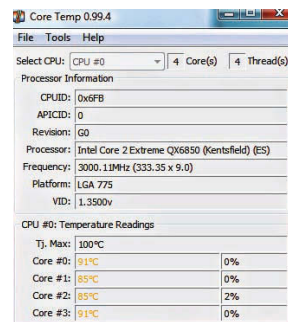 Core Temp 0.99.4
File Tools Help
Select CPU: CPU #0 4 Core(s) 4 Thread(s)
Processor Information
CPUID: 0x6FB
APICID: 0
Revision: G0
Processor: Intel Core 2 Extreme QX6850 (Kentsfield) (ES)
Frequency: 3000.11MHz (333.35 x 9.0)
Platform: LGA 775
VID: 1.3500v
CPU #0: Temperature Readings
Tj. Max: 100°C
Core #0: 91°C 0%
Core #1: 85°C 0%
Core #2: 85°C 2%
Core #3: 91°C 0%